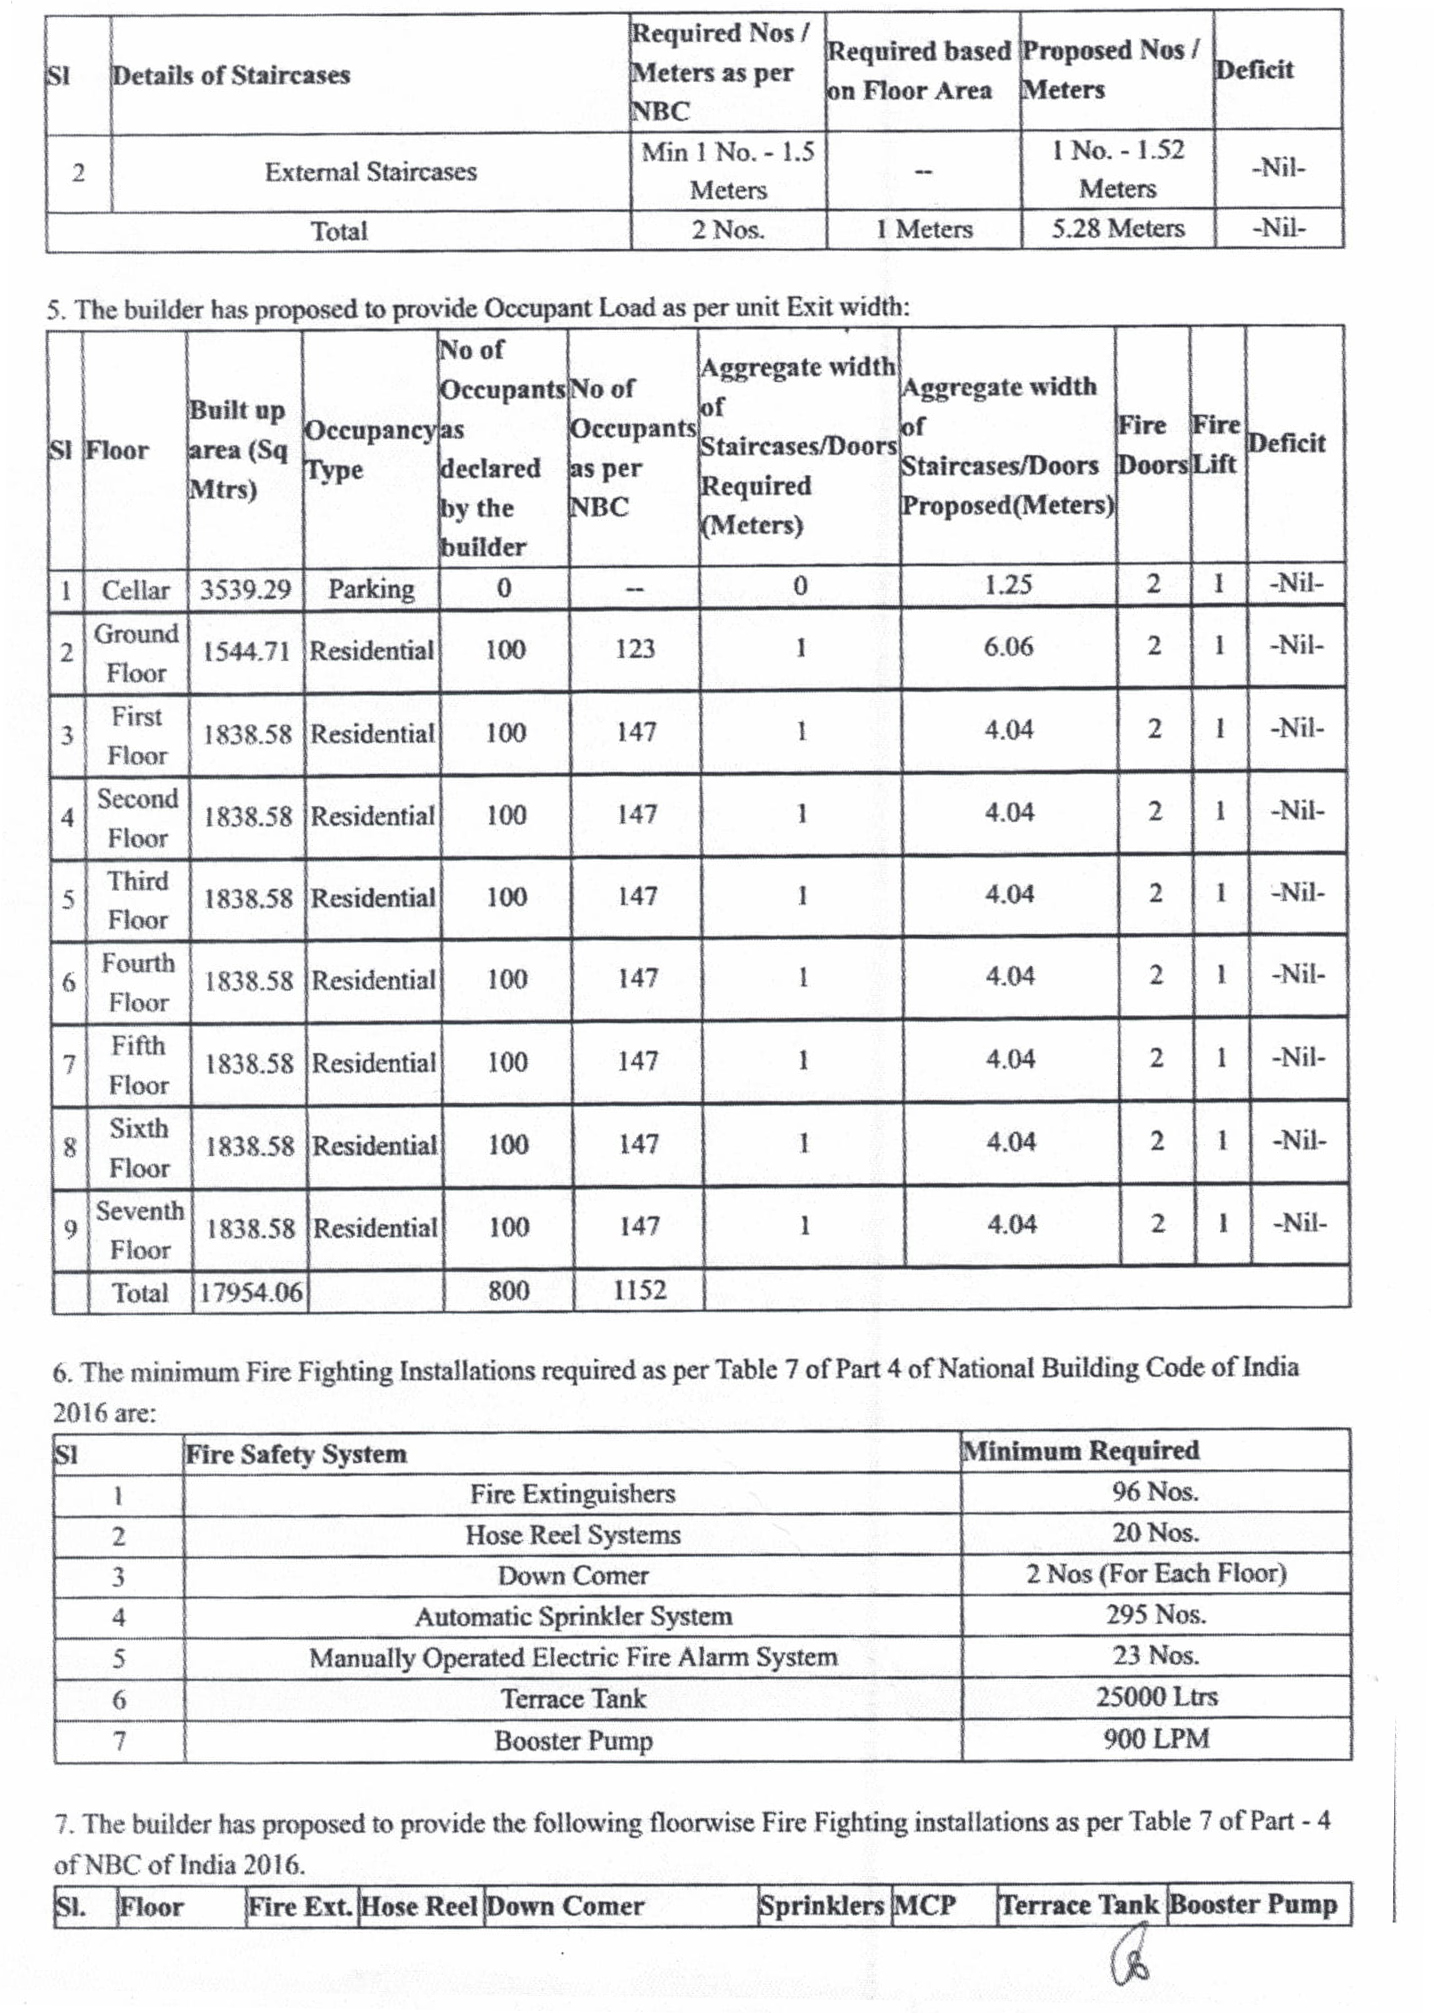 Sl Details of Staircases Required Nos / Meters as per NBC Required based on Floor Area Proposed Nos / Meters Deficit
2 External Staircases Min 1 No. - 1.5 Meters -- 1 No. - 1.52 Meters -Nil-
Total 2 Nos. 1 Meters 5.28 Meters -Nil-
5. The builder has proposed to provide Occupant Load as per unit Exit width:
Sl Floor Built up area (Sq Mtrs) Occupancy Type No of Occupants as declared by the builder No of Occupants as per NBC Aggregate width of Staircases/Doors Required (Meters) Aggregate width of Staircases/Doors Proposed(Meters) Fire Doors Fire Lift Deficit
1 Cellar 3539.29 Parking 0 -- 0 1.25 2 1 -Nil-
2 Ground Floor 1544.71 Residential 100 123 1 6.06 2 1 -Nil-
3 First Floor 1838.58 Residential 100 147 1 4.04 2 1 -Nil-
4 Second Floor 1838.58 Residential 100 147 1 4.04 2 1 -Nil-
5 Third Floor 1838.58 Residential 100 147 1 4.04 2 1 -Nil-
6 Fourth Floor 1838.58 Residential 100 147 1 4.04 2 1 -Nil-
7 Fifth Floor 1838.58 Residential 100 147 1 4.04 2 1 -Nil-
8 Sixth Floor 1838.58 Residential 100 147 1 4.04 2 1 -Nil-
9 Seventh Floor 1838.58 Residential 100 147 1 4.04 2 1 -Nil-
Total 17954.06 800 1152
6. The minimum Fire Fighting Installations required as per Table 7 of Part 4 of National Building Code of India
2016 are:
Sl Fire Safety System Minimum Required
1 Fire Extinguishers 96 Nos.
2 Hose Reel Systems 20 Nos.
3 Down Comer 2 Nos (For Each Floor)
4 Automatic Sprinkler System 295 Nos.
5 Manually Operated Electric Fire Alarm System 23 Nos.
6 Terrace Tank 25000 Ltrs
7 Booster Pump 900 LPM
7. The builder has proposed to provide the following floorwise Fire Fighting installations as per Table 7 of Part - 4
of NBC of India 2016.
Sl. Floor Fire Ext. Hose Reel Down Comer Sprinklers MCP Terrace Tank Booster Pump